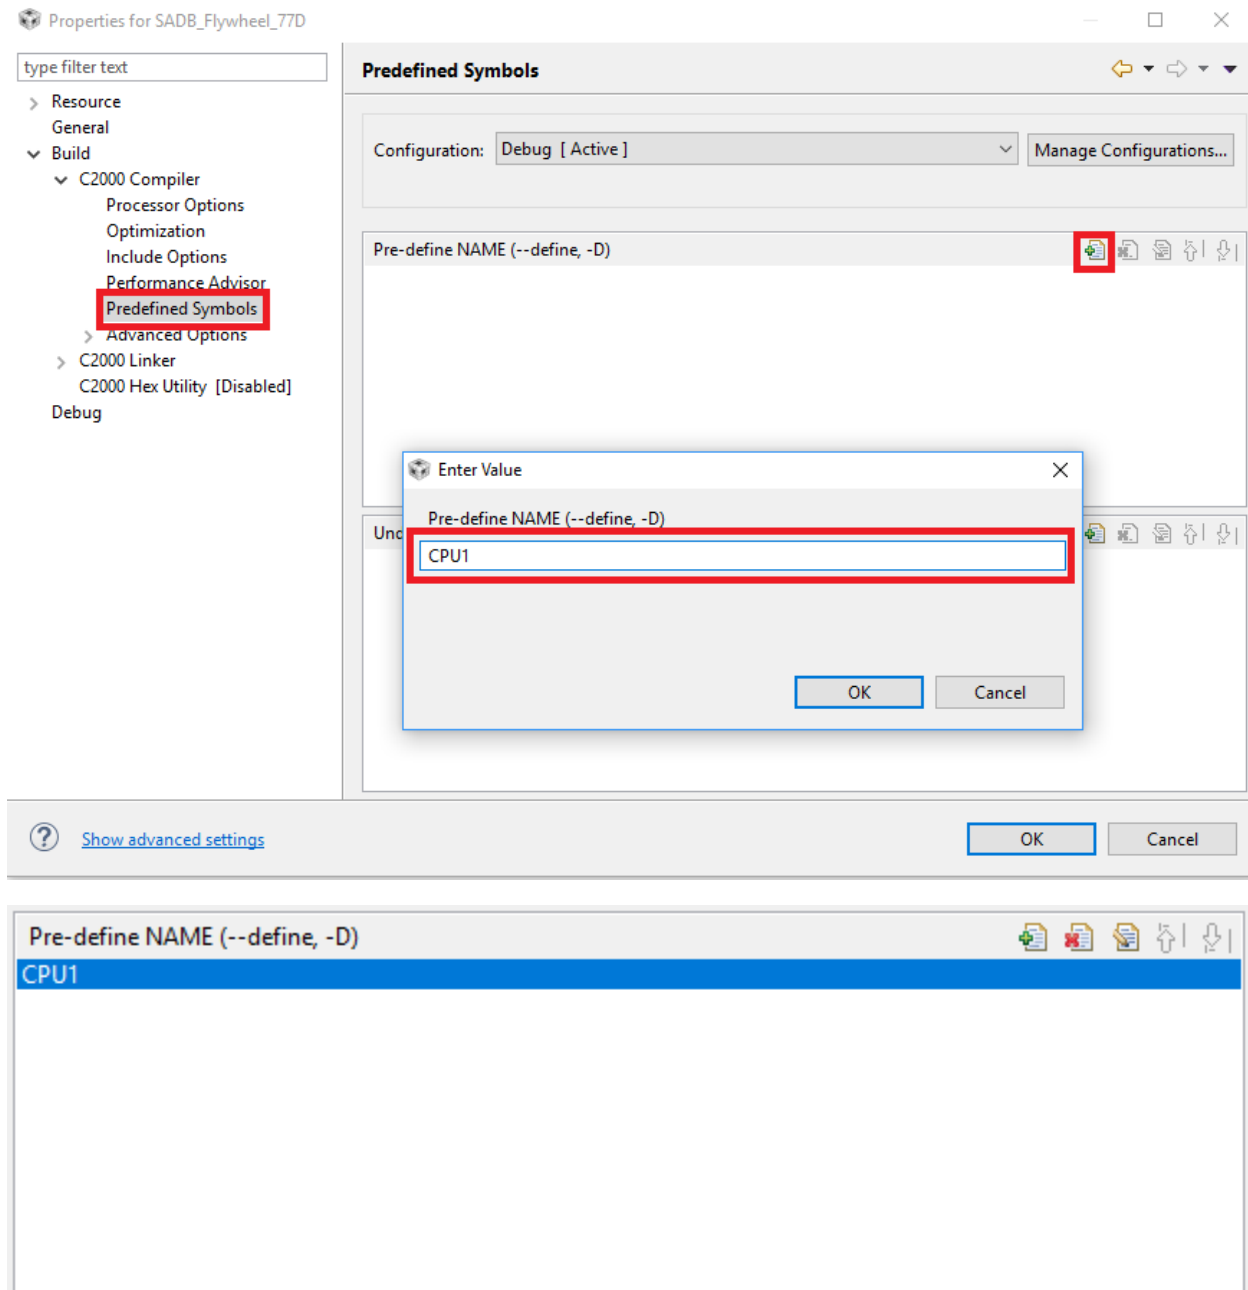 Properties for SADB_Flywheel_77D
type filter text
Resource
General
Build
C2000 Compiler
Processor Options
Optimization
Include Options
Performance Advisor
Predefined Symbols
Advanced Options
C2000 Linker
C2000 Hex Utility [Disabled]
Debug
Predefined Symbols
Configuration: Debug [ Active ] Manage Configurations...
Pre-define NAME (--define, -D)
Enter Value
Pre-define NAME (--define, -D)
Unc
CPU1
OK Cancel
? Show advanced settings
OK Cancel
Pre-define NAME (--define, -D)
CPU1